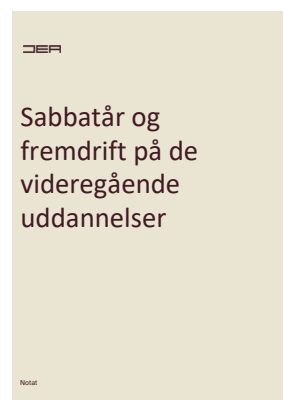 DEA
Sabbatår og
fremdrift på de
videregående
uddannelser
Notat